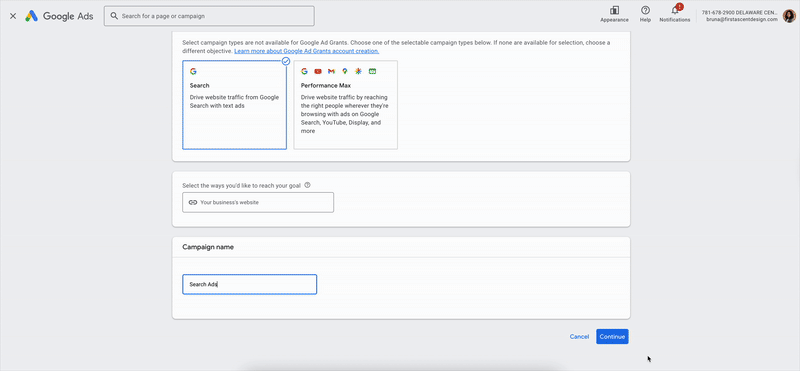 Google Ads
Search for a page or campaign
Appearance
Help
Notifications
781-678-2900 DELAWARE CEN...
bruna@firstascentdesign.com
Select campaign types are not available for Google Ad Grants. Choose one of the selectable campaign types below. If none are available for selection, choose a
different objective. Learn more about Google Ad Grants account creation.
Search
Drive website traffic from Google
Search with text ads
Performance Max
Drive website traffic by reaching
the right people wherever they're
browsing with ads on Google
Search, YouTube, Display, and
more
Select the ways you'd like to reach your goal
Your business's website
Campaign name
Search Ads
Cancel
Continue